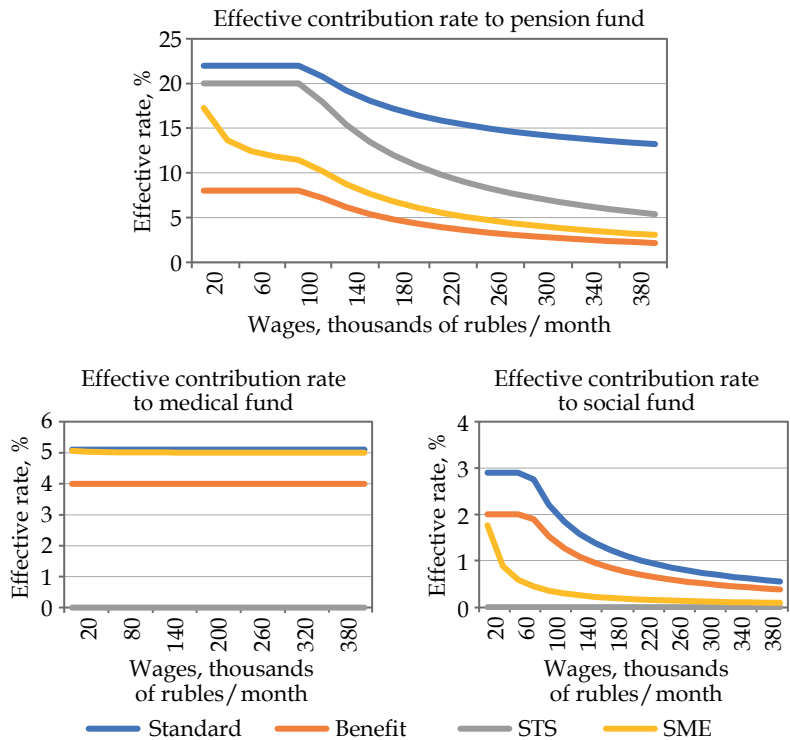 Effective contribution rate to pension fund
Effective rate, %
25
20
15
10
5
0
20 60 100 140 180 220 260 300 340 380
Wages, thousands of rubles/month
Effective contribution rate
to medical fund
Effective rate, %
6
5
4
3
2
1
0
20 80 140 200 260 320 380
Wages, thousands
of rubles/month
Effective contribution rate
to social fund
Effective rate, %
4
3
2
1
0
20 60 100 140 180 220 260 300 340 380
Wages, thousands
of rubles/month
Standard Benefit STS SME